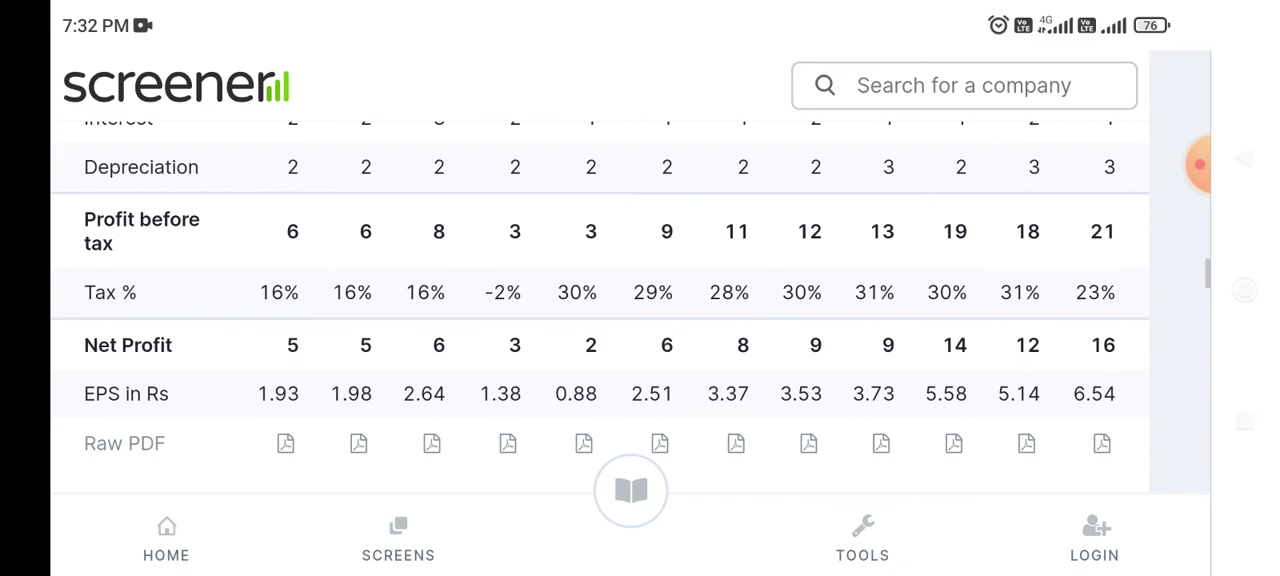 7:32 PM 4G 76
screener Search for a company
Depreciation 2 2 2 2 2 2 2 2 3 2 3 3
Profit before
tax 6 6 8 3 3 9 11 12 13 19 18 21
Tax % 16% 16% 16% -2% 30% 29% 28% 30% 31% 30% 31% 23%
Net Profit 5 5 6 3 2 6 8 9 9 14 12 16
EPS in Rs 1.93 1.98 2.64 1.38 0.88 2.51 3.37 3.53 3.73 5.58 5.14 6.54
Raw PDF
HOME SCREENS TOOLS LOGIN